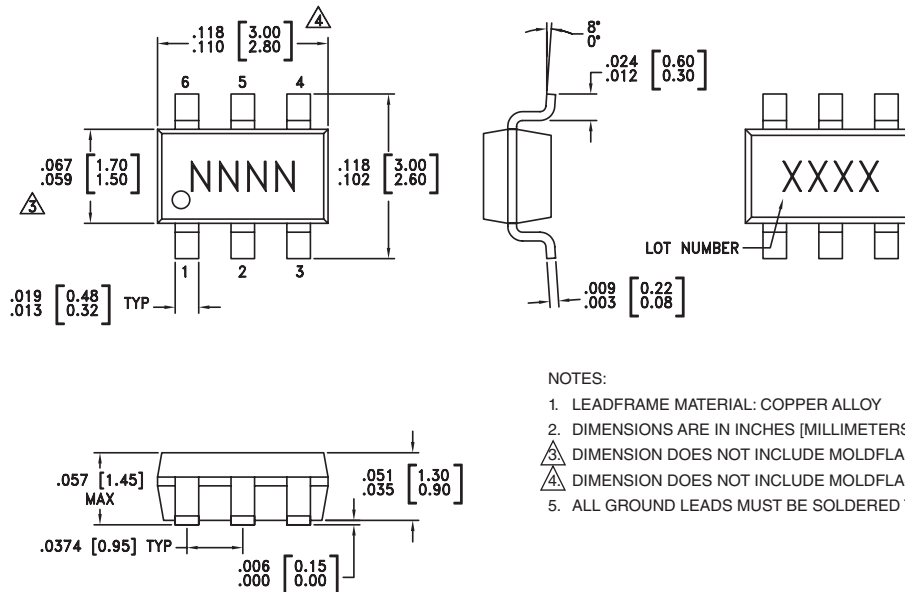 .118 [3.00]
.110 [2.80]
4
8°
0°
.024 [0.60]
.012 [0.30]
6 5 4
.067 [1.70]
.059 [1.50]
NNNN
.118 [3.00]
.102 [2.60]
XXXX
3
LOT NUMBER
1 2 3
.019 [0.48] TYP
.013 [0.32]
.009 [0.22]
.003 [0.08]
NOTES:
1. LEADFRAME MATERIAL: COPPER ALLOY
2. DIMENSIONS ARE IN INCHES [MILLIMETERS
3. DIMENSION DOES NOT INCLUDE
4. DIMENSION DOES NOT INCLUDE
5. ALL GROUND LEADS MUST BE SOLDERED
.057 [1.45]
MAX
.051 [1.30]
.035 [0.90]
.0374 [0.95] TYP
.006 [0.15]
.000 [0.00]